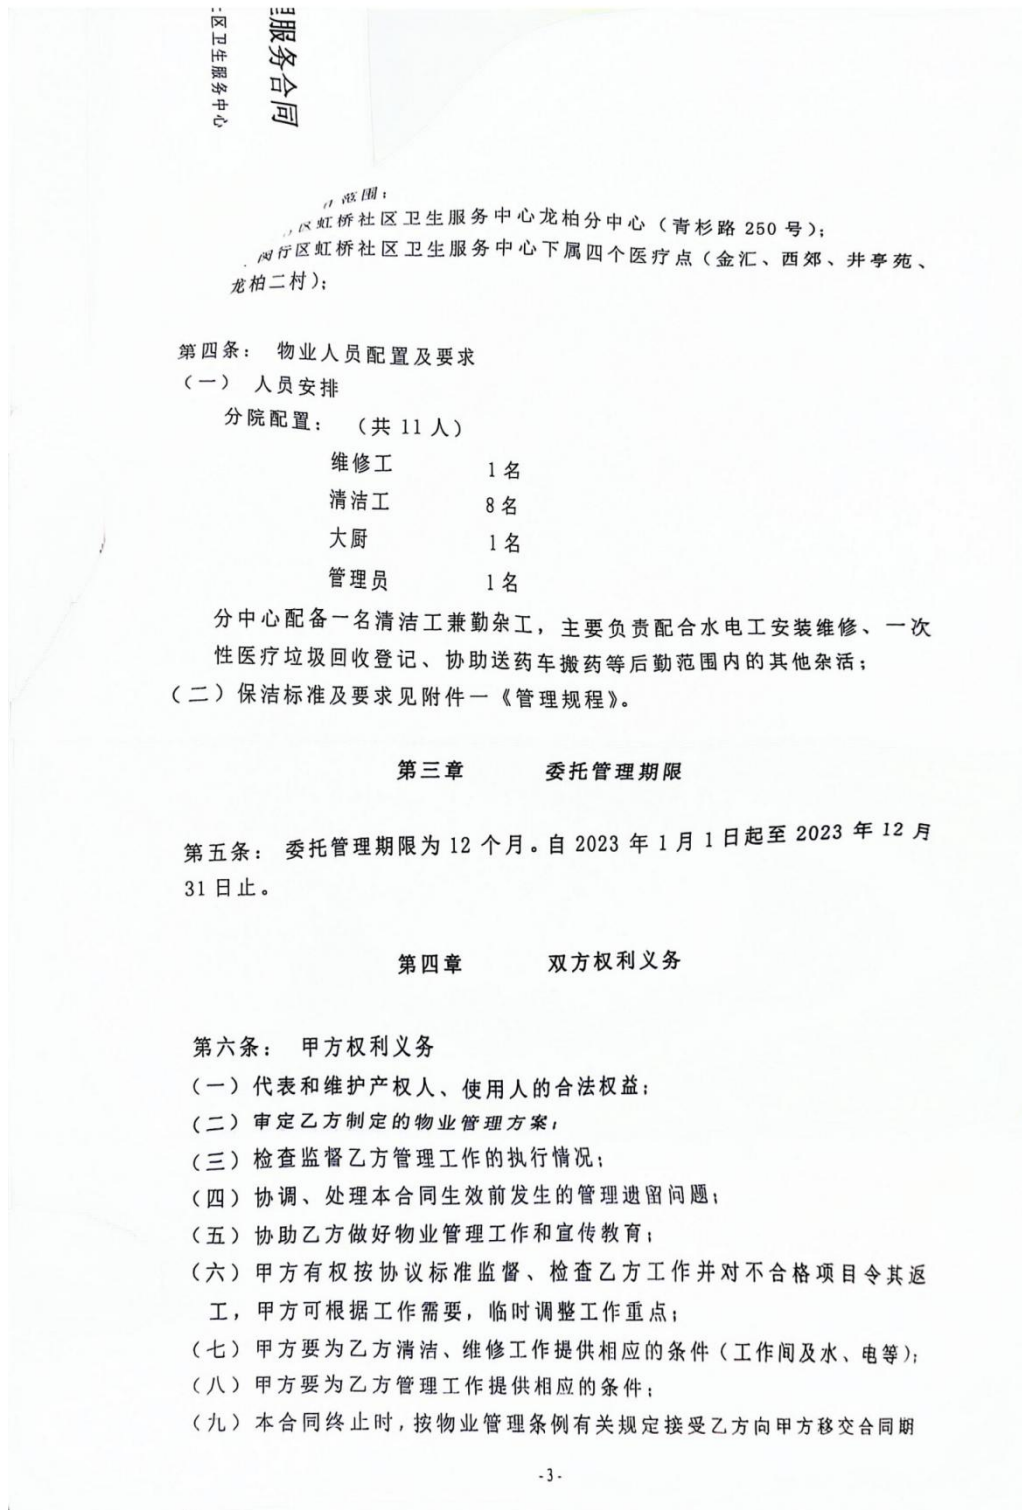 理服务合同
区卫生服务中心
范围：
区虹桥社区卫生服务中心龙柏分中心（青杉路 250 号）；
闵行区虹桥社区卫生服务中心下属四个医疗点（金汇、西郊、井亭苑、
龙柏二村）；
第四条： 物业人员配置及要求
（一） 人员安排
分院配置： （共 11 人）
维修工 1 名
清洁工 8 名
大厨 1 名
管理员 1 名
分中心配备一名清洁工兼勤杂工，主要负责配合水电工安装维修、一次
性医疗垃圾回收登记、协助送药车搬药等后勤范围内的其他杂活；
（二）保洁标准及要求见附件一《管理规程》。
第三章 委托管理期限
第五条： 委托管理期限为 12 个月。自 2023 年 1 月 1 日起至 2023 年 12 月
31 日止。
第四章 双方权利义务
第六条： 甲方权利义务
（一）代表和维护产权人、使用人的合法权益；
（二）审定乙方制定的物业管理方案；
（三）检查监督乙方管理工作的执行情况；
（四）协调、处理本合同生效前发生的管理遗留问题；
（五）协助乙方做好物业管理工作和宣传教育；
（六）甲方有权按协议标准监督、检查乙方工作并对不合格项目令其返
工，甲方可根据工作需要，临时调整工作重点；
（七）甲方要为乙方清洁、维修工作提供相应的条件（工作间及水、电等）；
（八）甲方要为乙方管理工作提供相应的条件；
（九）本合同终止时，按物业管理条例有关规定接受乙方向甲方移交合同期
-3-